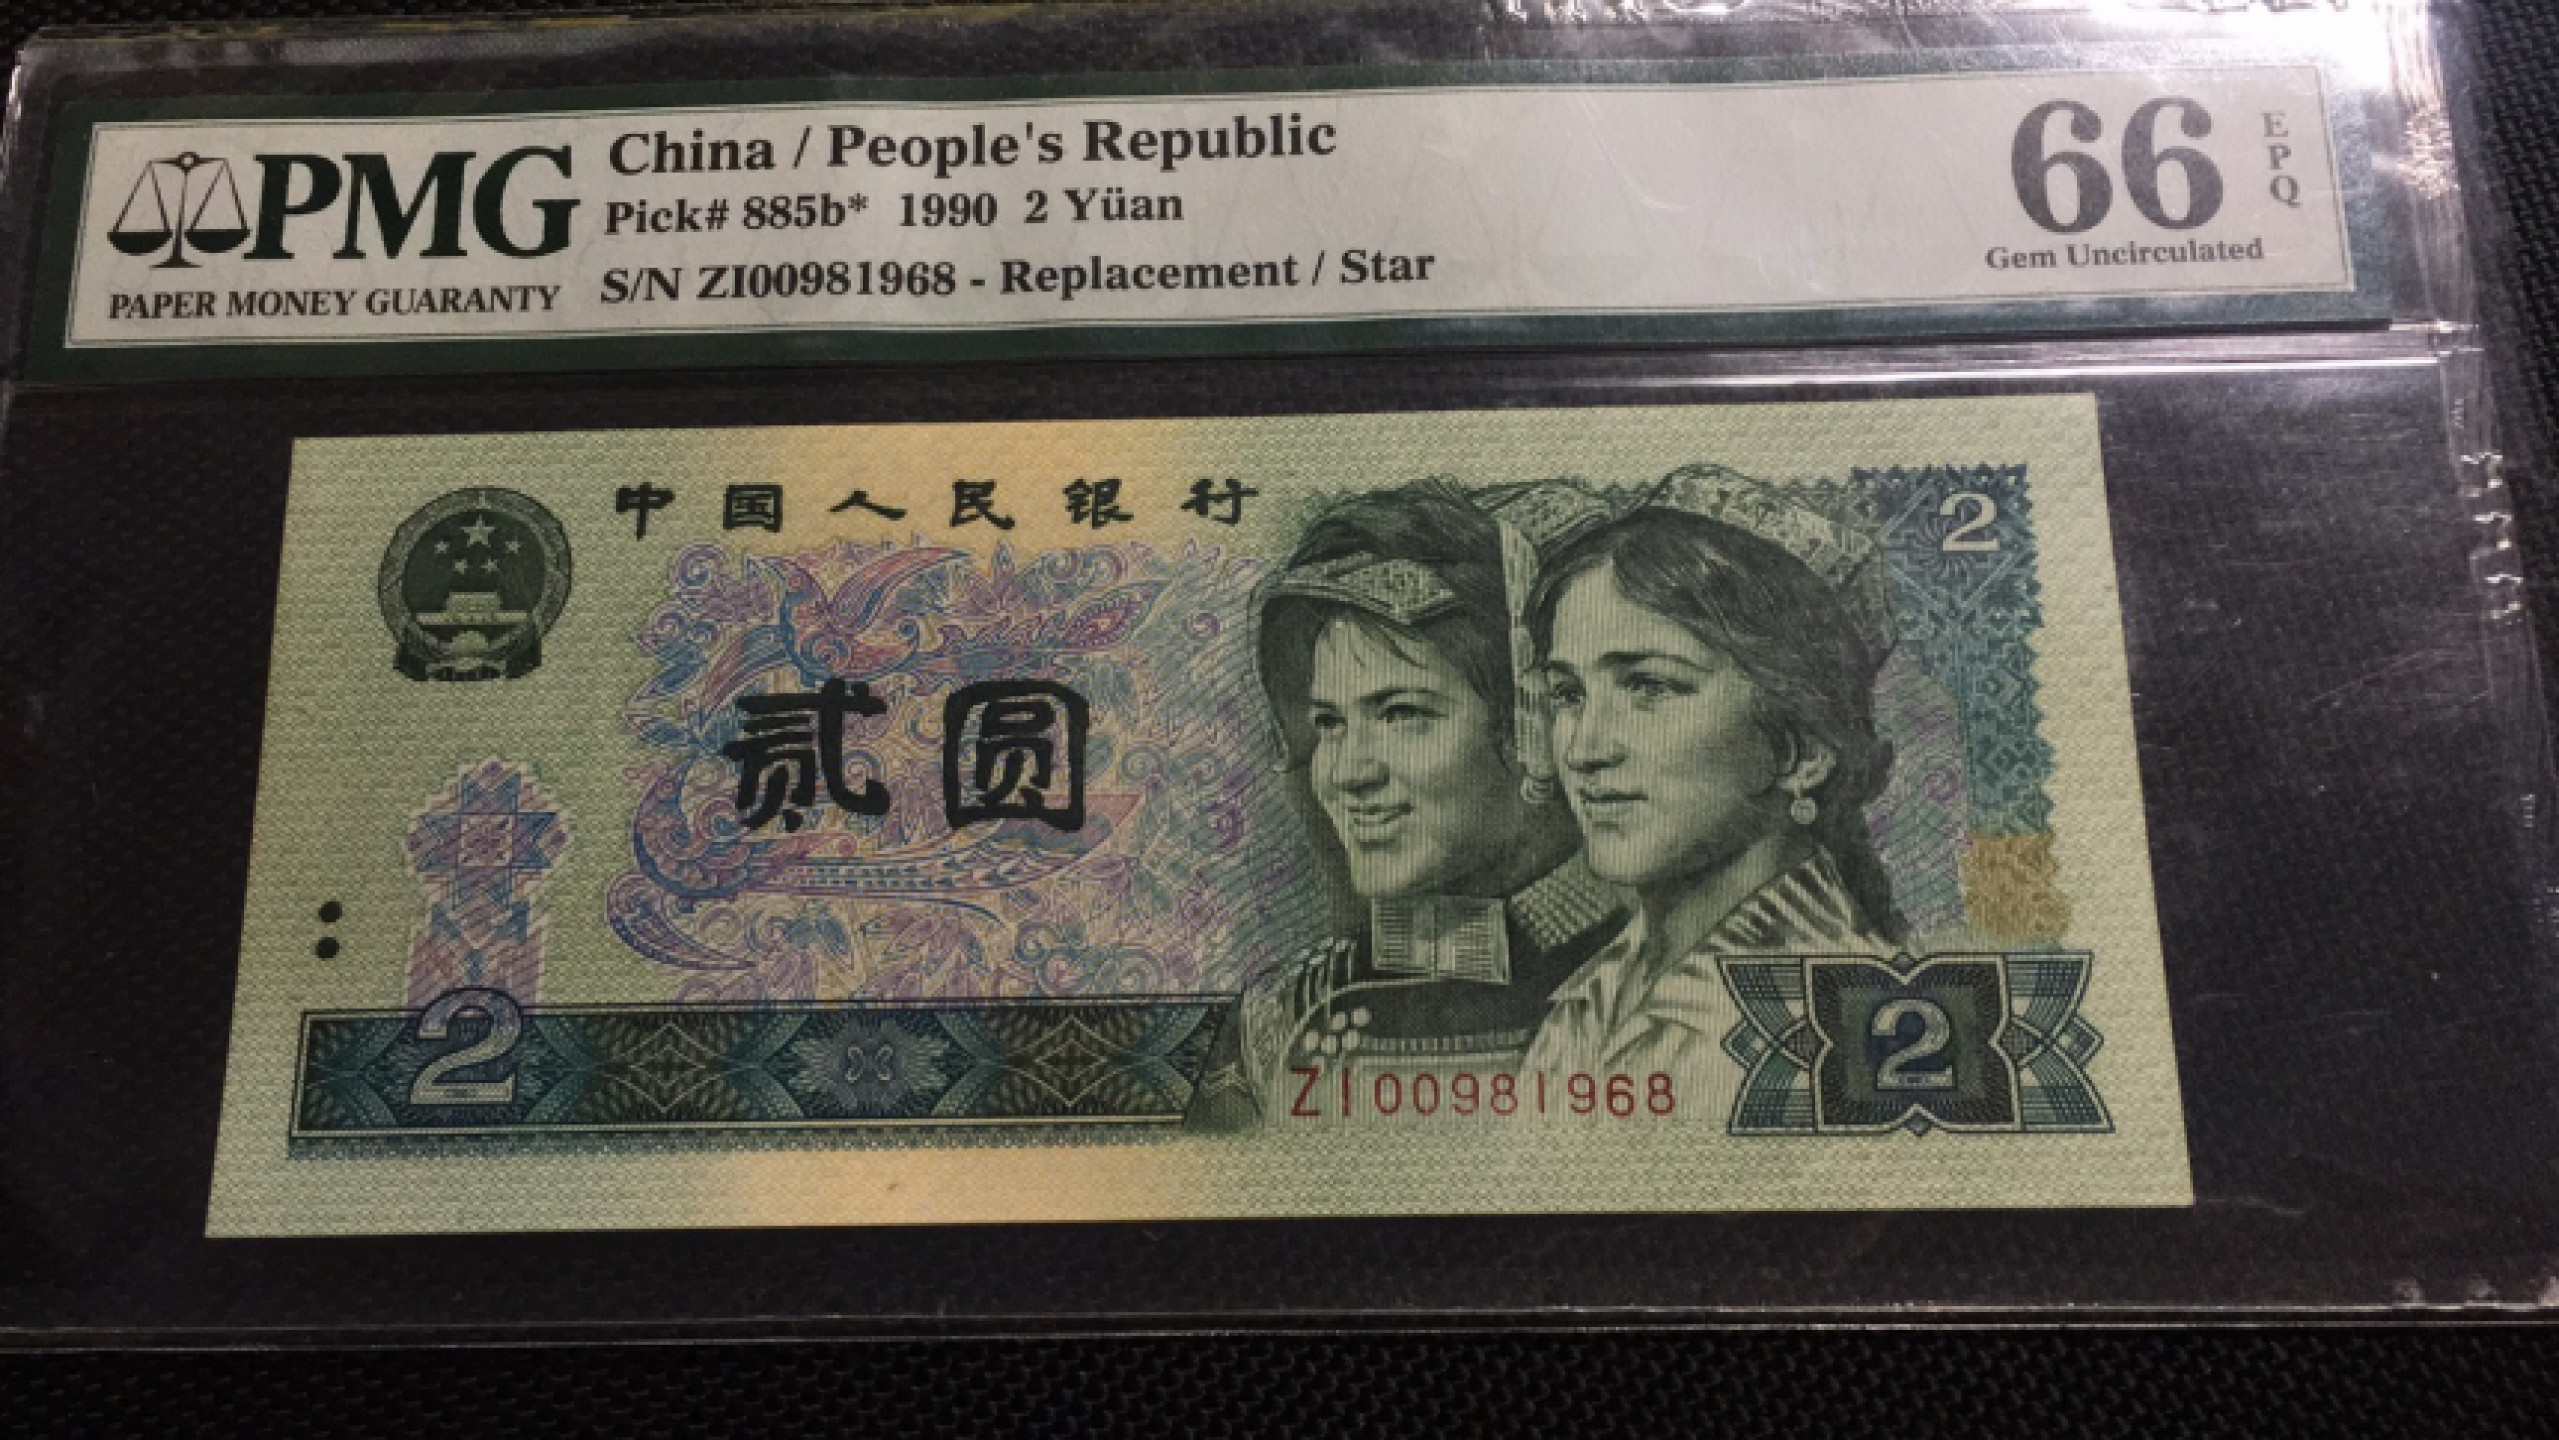 PMG
PAPER MONEY GUARANTY
China / People's Republic
Pick# 885b* 1990 2 Yüan
S/N ZI00981968 - Replacement / Star
66
EPQ
Gem Uncirculated
中国人民银行
2
贰圆
2
ZI00981968
2